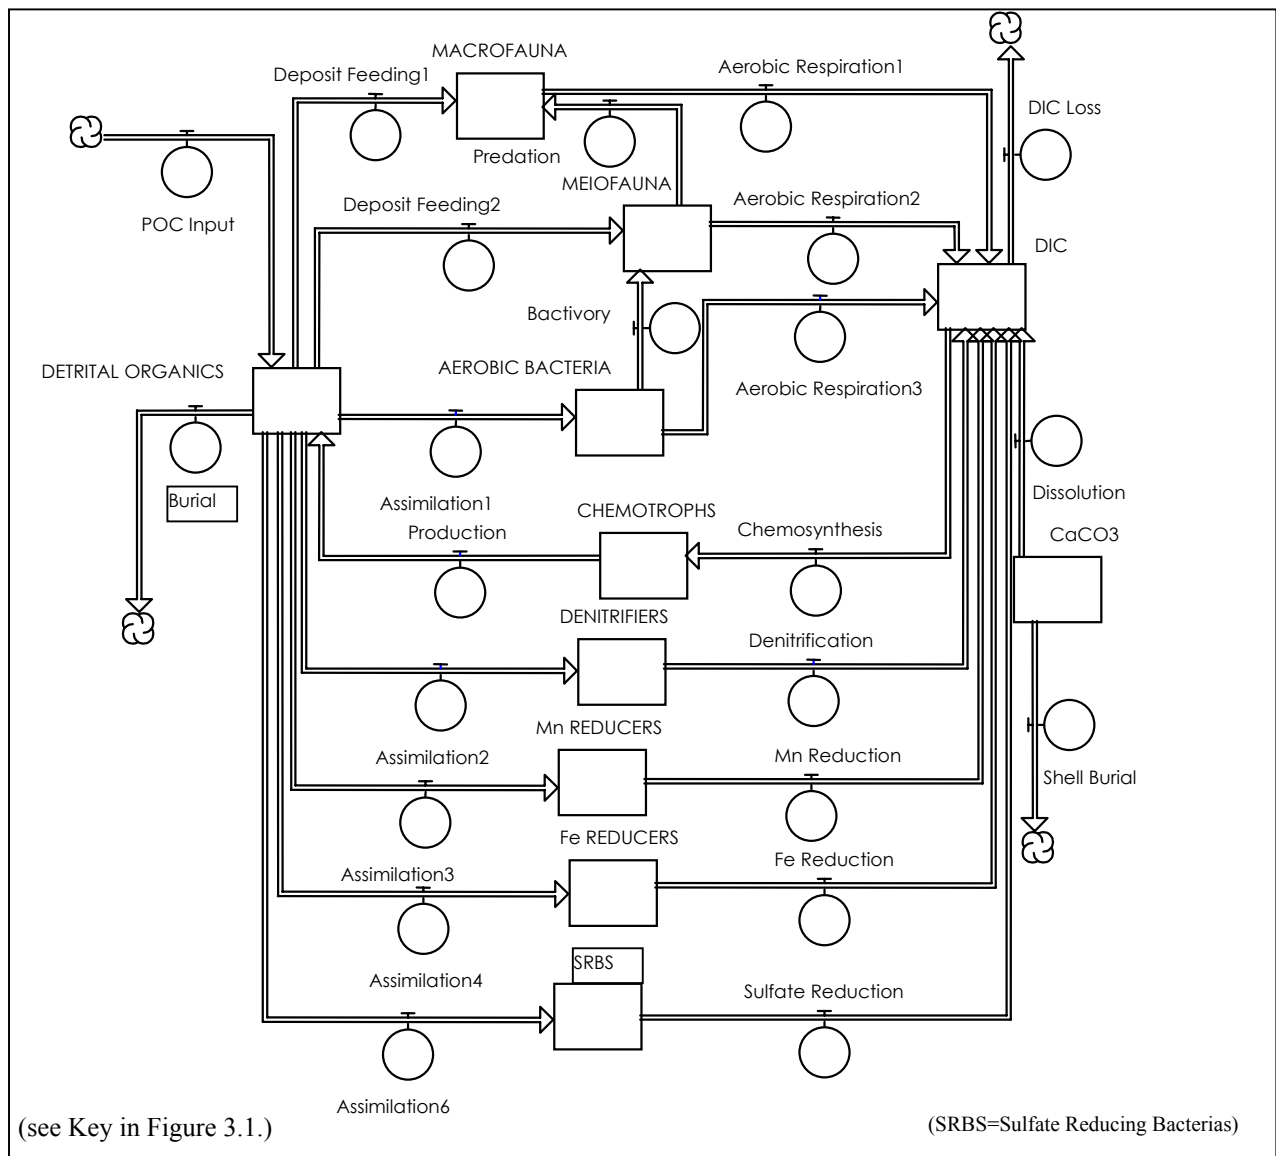 MACROFAUNA
Deposit Feeding1
Aerobic Respiration1
DIC Loss
Predation
MEIOFAUNA
POC Input
Deposit Feeding2
Aerobic Respiration2
DIC
Bactivory
DETRITAL ORGANICS
AEROBIC BACTERIA
Aerobic Respiration3
Burial
Assimilation1
Dissolution
Production
CHEMOTROPHS
Chemosynthesis
CaCO3
DENITRIFIERS
Denitrification
Assimilation2
Mn REDUCERS
Mn Reduction
Shell Burial
Assimilation3
Fe REDUCERS
Fe Reduction
Assimilation4
SRBS
Sulfate Reduction
Assimilation6
(see Key in Figure 3.1.)
(SRBS=Sulfate Reducing Bacterias)